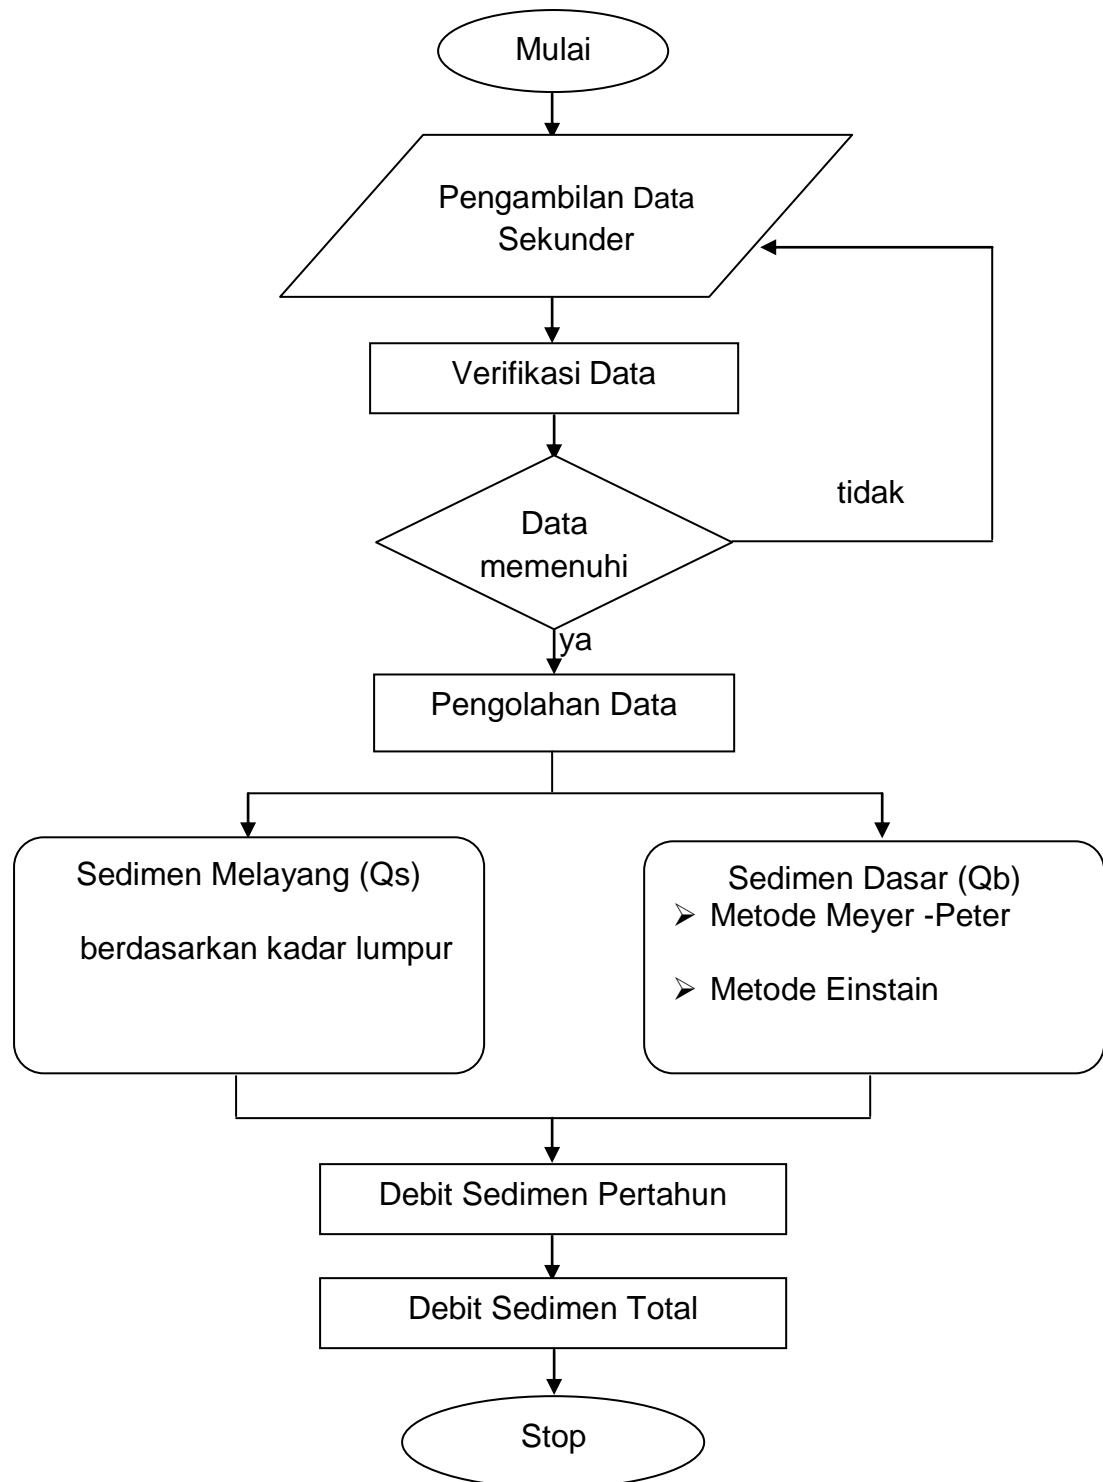 Mulai
Pengambilan Data
Sekunder
Verifikasi Data
tidak
Data
memenuhi
ya
Pengolahan Data
Sedimen Melayang (Qs)
berdasarkan kadar lumpur
Sedimen Dasar (Qb)
➢ Metode Meyer -Peter
➢ Metode Einstain
Debit Sedimen Pertahun
Debit Sedimen Total
Stop